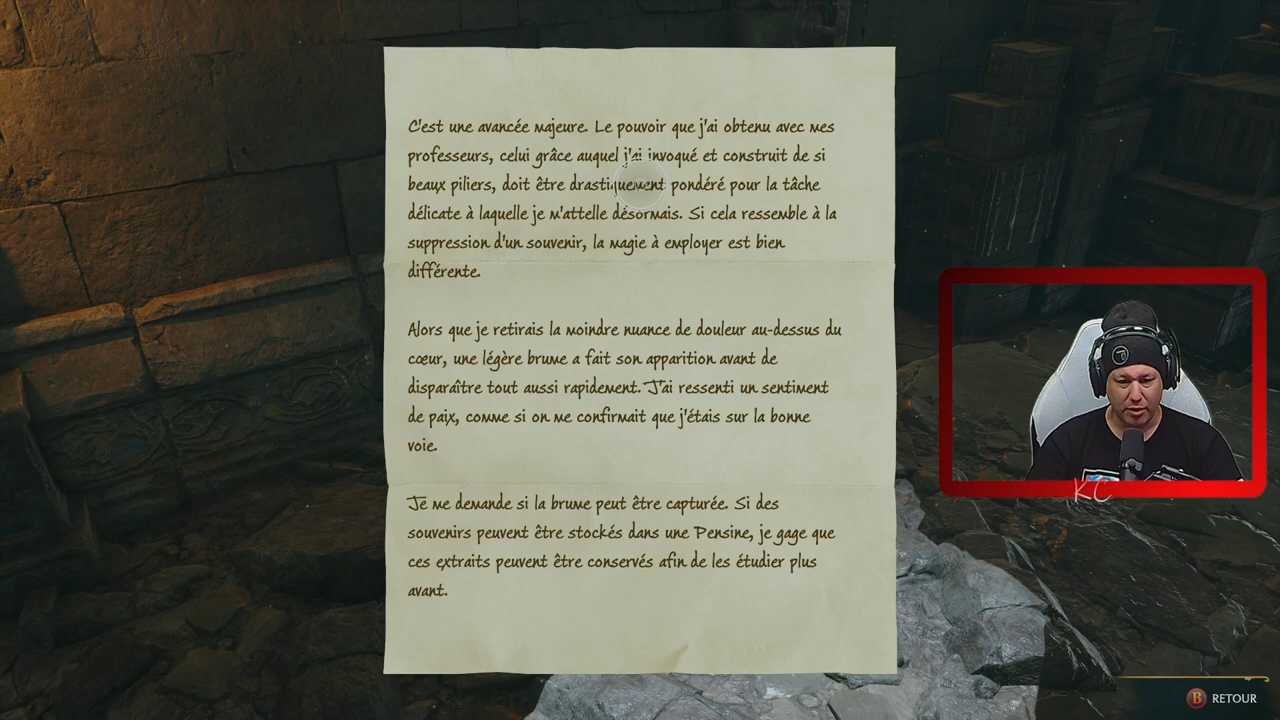 C'est une avancée majeure. Le pouvoir que j'ai obtenu avec mes
professeurs, celui grâce auquel j'ai invoqué et construit de si
beaux piliers, doit être drastiquement pondéré pour la tâche
délicate à laquelle je m'attelle désormais. Si cela ressemble à la
suppression d'un souvenir, la magie à employer est bien
différente.
Alors que je retirais la moindre nuance de douleur au-dessus du
cœur, une légère brume a fait son apparition avant de
disparaître tout aussi rapidement. J'ai ressenti un sentiment
de paix, comme si on me confirmait que j'étais sur la bonne
voie.
Je me demande si la brume peut être capturée. Si des
souvenirs peuvent être stockés dans une Pensine, je gage que
ces extraits peuvent être conservés afin de les étudier plus
avant.
KC
B RETOUR